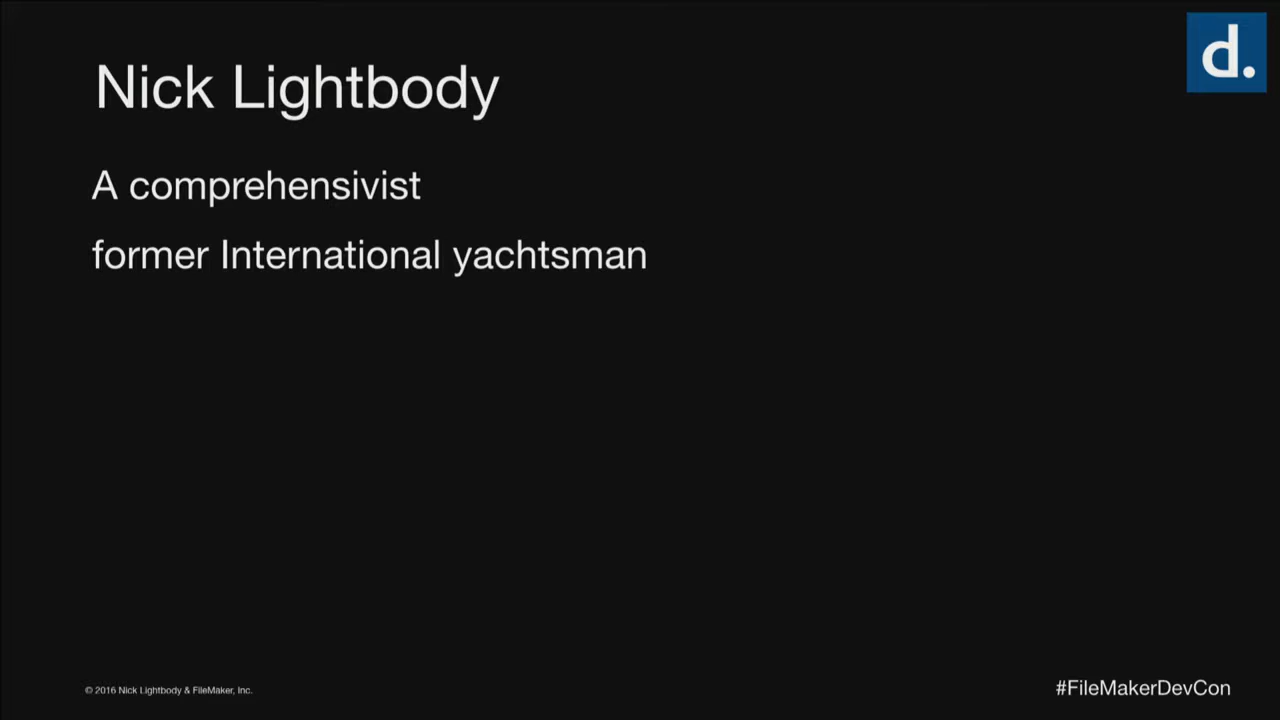 d.
Nick Lightbody
A comprehensivist
former International yachtsman
© 2016 Nick Lightbody & FileMaker, Inc.
#FileMakerDevCon